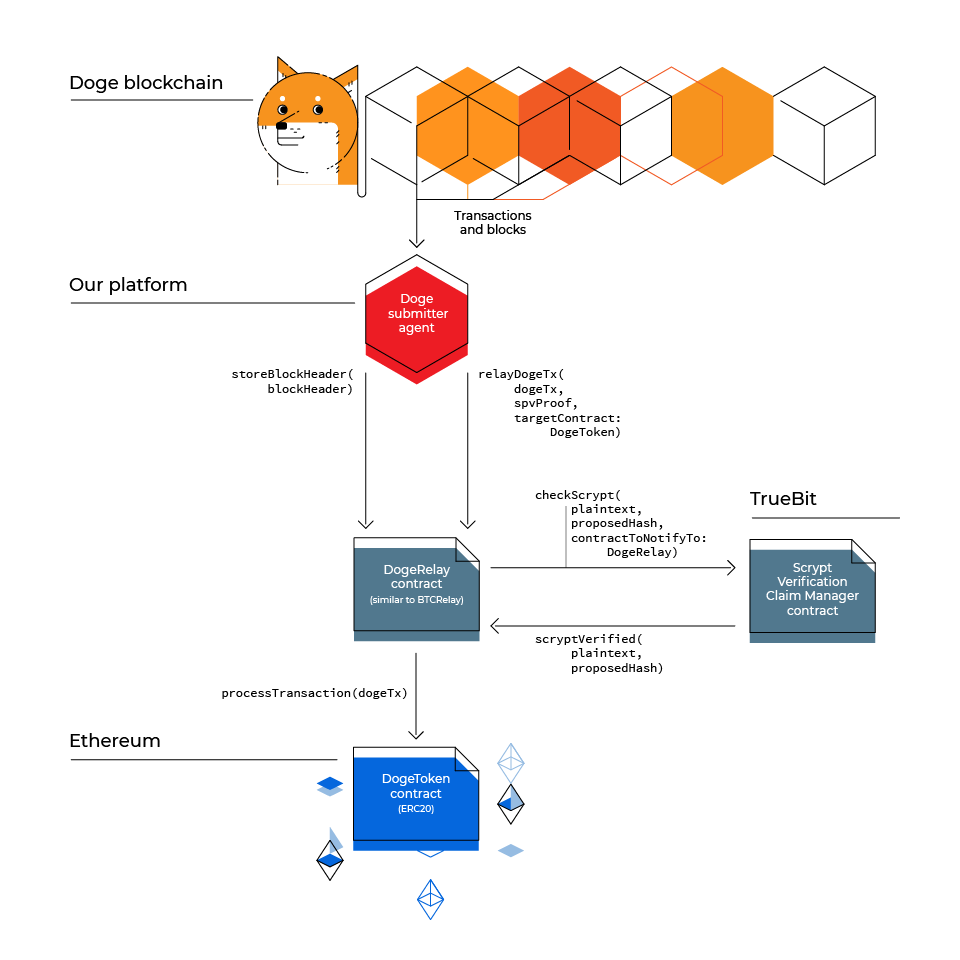 Doge blockchain
Transactions
and blocks
Our platform
Doge
submitter
agent
storeBlockHeader(
blockHeader)
relayDogeTx(
dogeTx,
spvProof,
targetContract:
DogeToken)
checkScrypt(
plaintext,
proposedHash,
contractToNotifyTo:
DogeRelay)
TrueBit
DogeRelay
contract
(similar to BTCRelay)
Scrypt
Verification
Claim Manager
contract
scryptVerified(
plaintext,
proposedHash)
processTransaction(dogeTx)
Ethereum
DogeToken
contract
(ERC20)